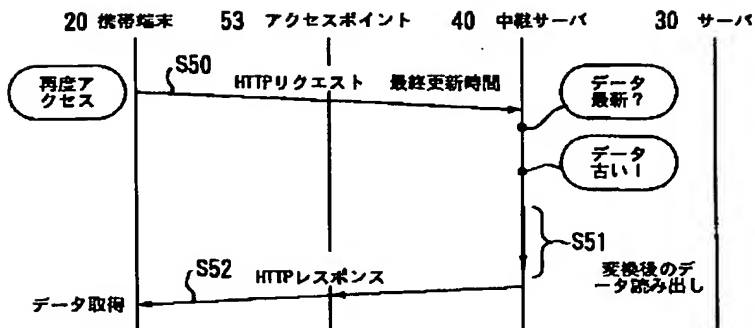 20 携帯端末 53 アクセスポイント 40 中継サーバ 30 サーバ
再度ア
クセス
S50
HTTPリクエスト 最終更新時間
データ
最新?
データ
古い!
S51
変換後のデ
ータ読み出し
S52
HTTPレスポンス
データ取得